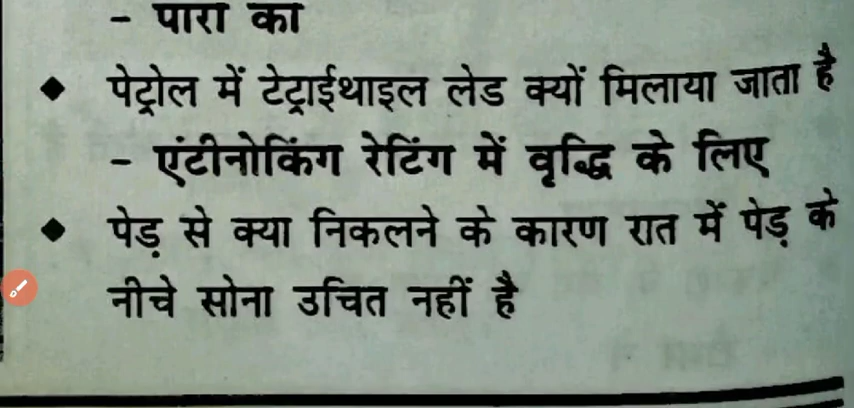 - पारा का
◆ पेट्रोल में टेट्राईथाइल लेड क्यों मिलाया जाता है
- एंटीनोकिंग रेटिंग में वृद्धि के लिए
◆ पेड़ से क्या निकलने के कारण रात में पेड़ के
नीचे सोना उचित नहीं है